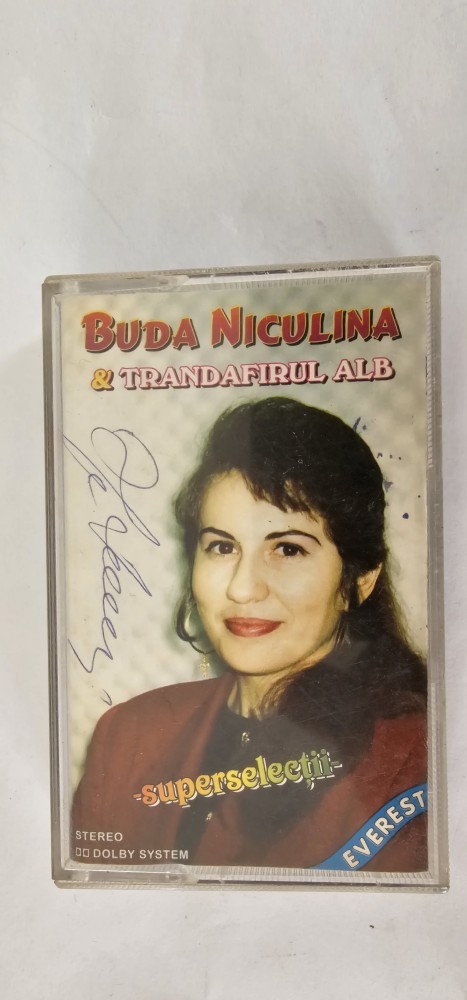 BUDA NICULINA
& TRANDAFIRUL ALB
-superselecții-
STEREO
DOLBY SYSTEM
EVEREST